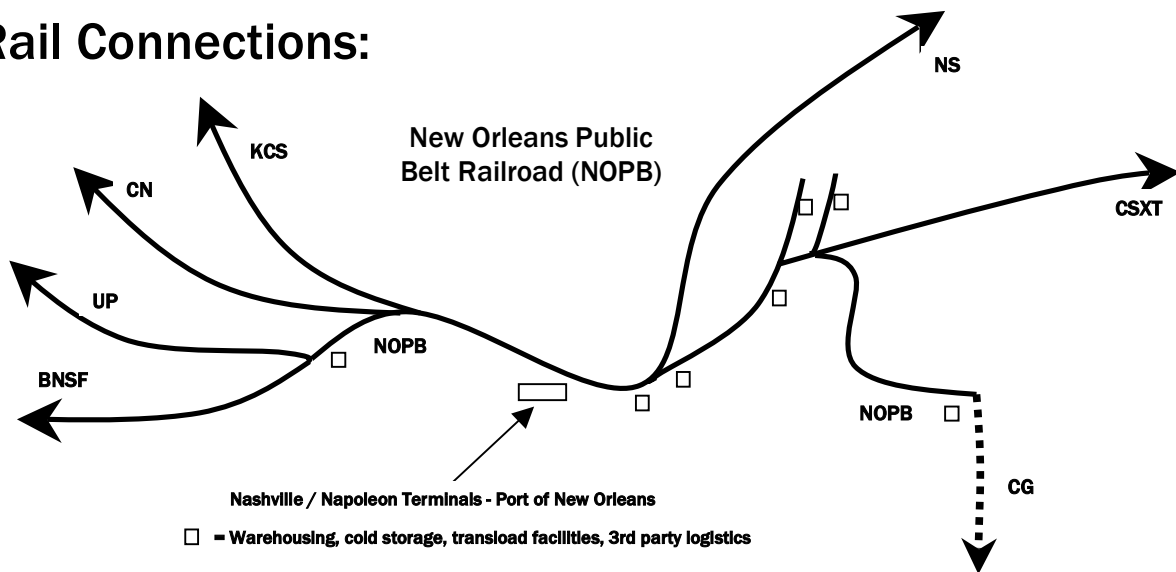 Rail Connections:
NS
New Orleans Public
Belt Railroad (NOPB)
KCS
CN
CSXT
UP
NOPB
BNSF
NOPB
CG
Nashville / Napoleon Terminals - Port of New Orleans
= Warehousing, cold storage, transload facilities, 3rd party logistics